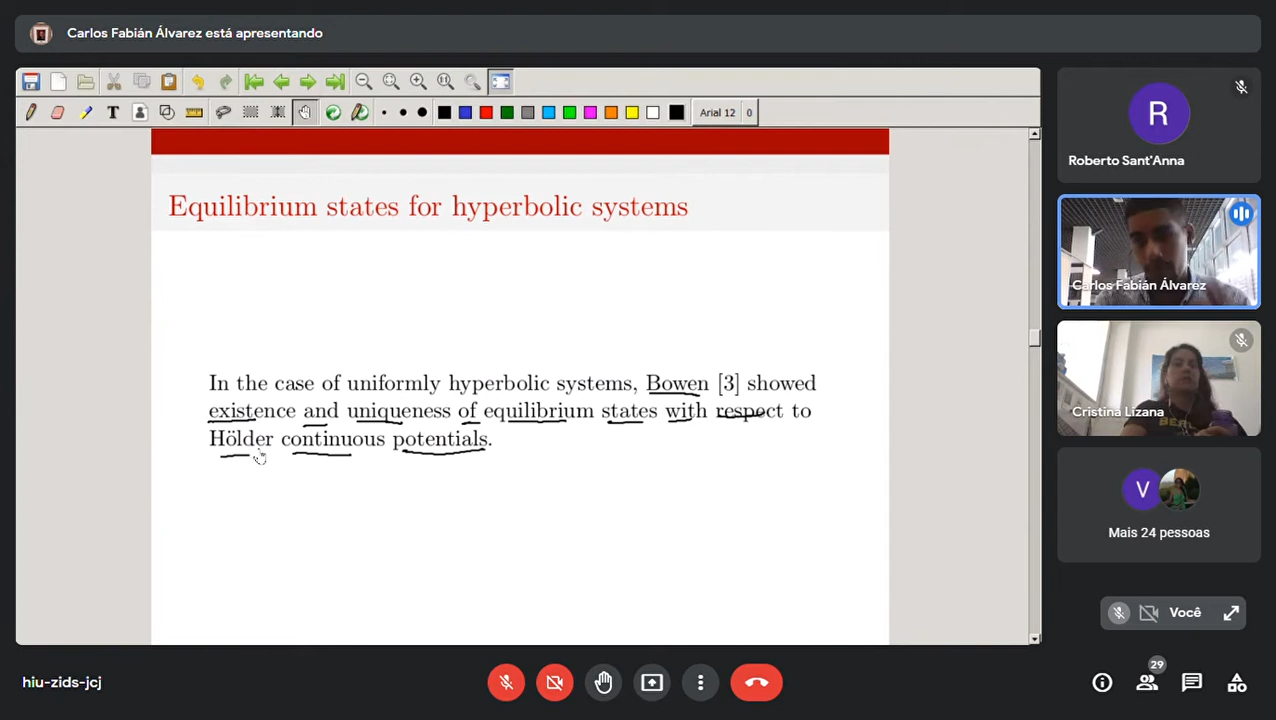 Carlos Fabián Álvarez está apresentando
T
Arial 12
0
Equilibrium states for hyperbolic systems
In the case of uniformly hyperbolic systems, Bowen [3] showed
existence and uniqueness of equilibrium states with respect to
Hölder continuous potentials.
R
Roberto Sant'Anna
Carlos Fabián Álvarez
Cristina Lizana
V
Mais 24 pessoas
Você
hiu-zids-jcj
29